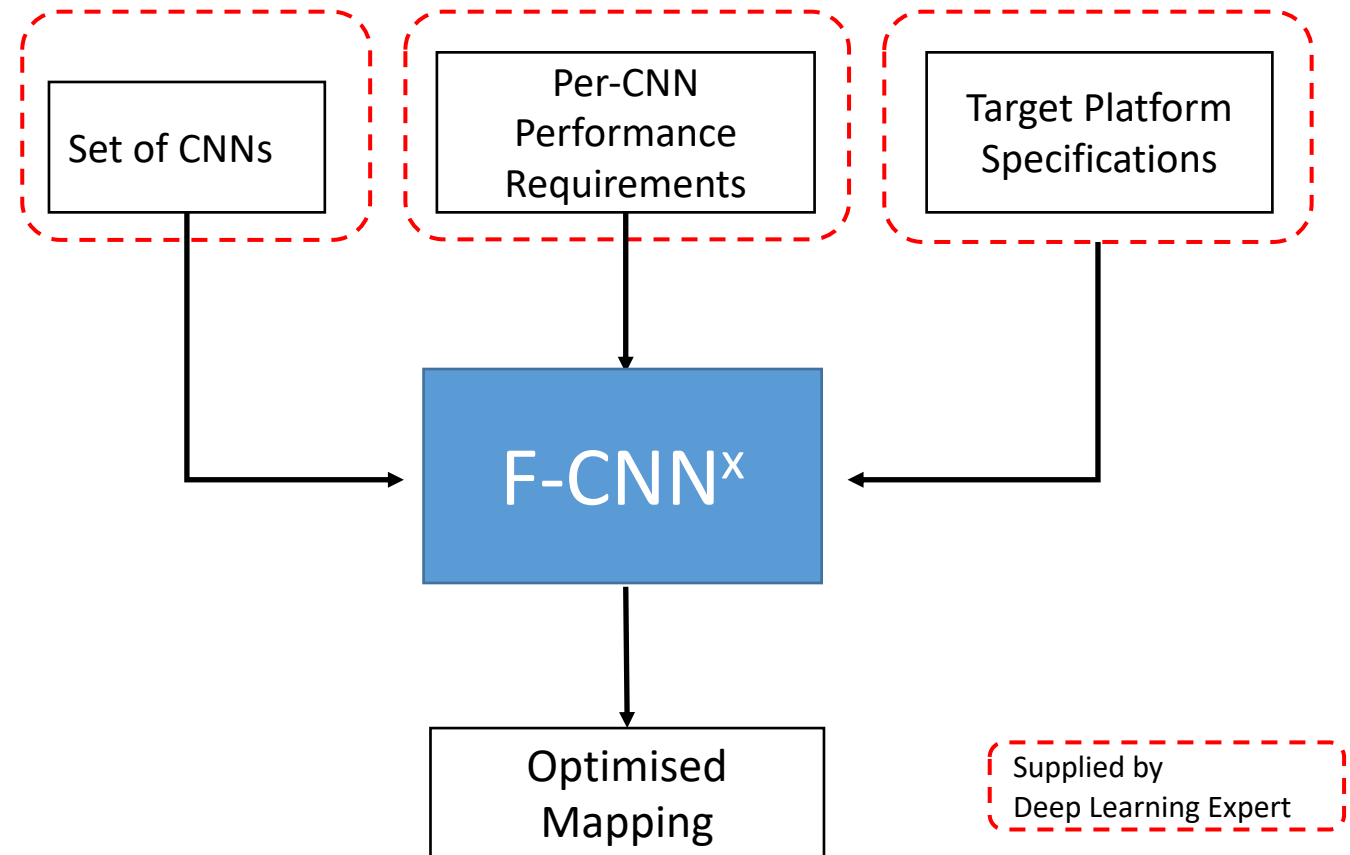 Set of CNNs
Per-CNN
Performance
Requirements
Target Platform
Specifications
F-CNNˣ
Optimised
Mapping
Supplied by
Deep Learning Expert